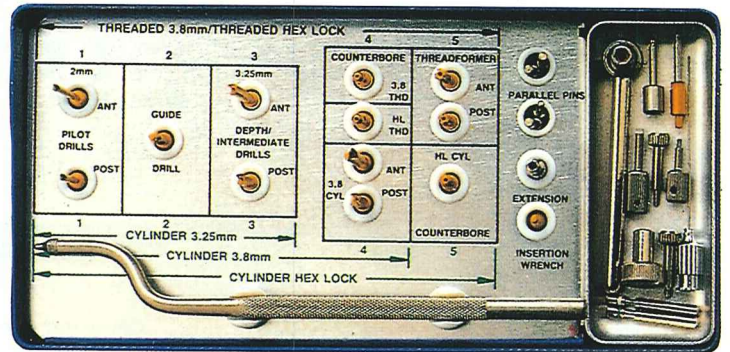 THREADED 3.8mm/THREADED HEX LOCK
1 2 3 4 5
2mm
ANT
PILOT
DRILLS
POST
GUIDE
DRILL
3.25mm
ANT
DEPTH/
INTERMEDIATE
DRILLS
POST
COUNTERBORE
3.8
THD
HL
THD
ANT
3.8
CYL
POST
THREADFORMER
ANT
POST
HL CYL
COUNTERBORE
PARALLEL PINS
EXTENSION
INSERTION
WRENCH
1 2 3
CYLINDER 3.25mm
4 5
CYLINDER 3.8mm
CYLINDER HEX LOCK